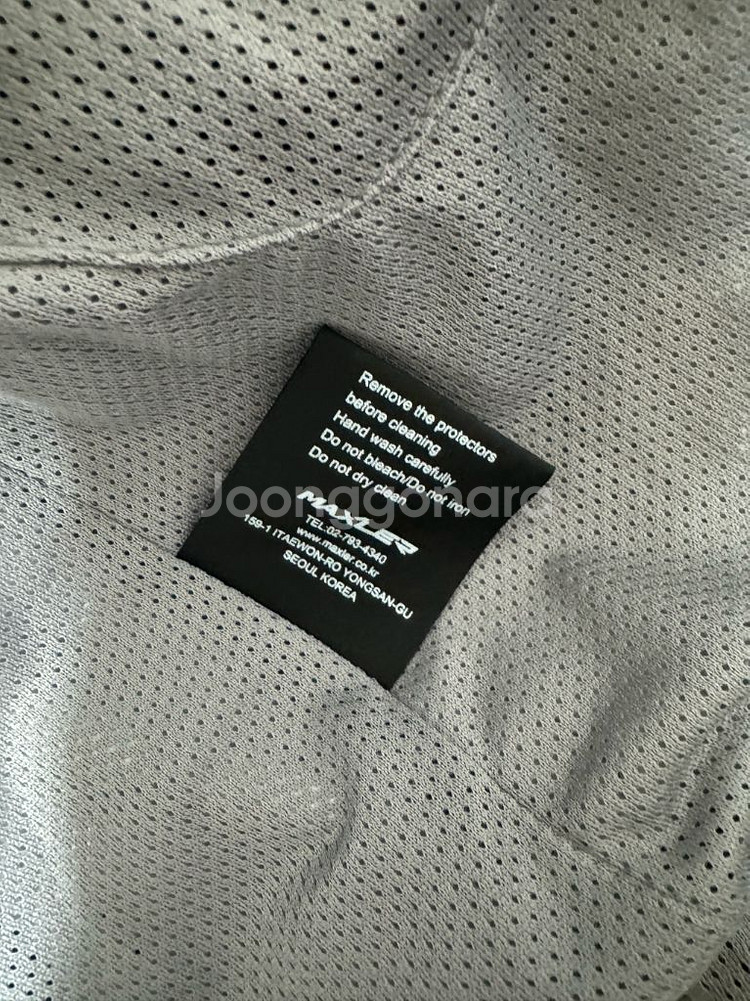 Remove the protectors
before cleaning
Hand wash carefully
Do not bleach/Do not iron
Do not dry clean
Joonggonara
MAXLER
TEL:02-793-4340
www.maxler.co.kr
159-1 ITAEWON-RO YONGSAN-GU
SEOUL KOREA